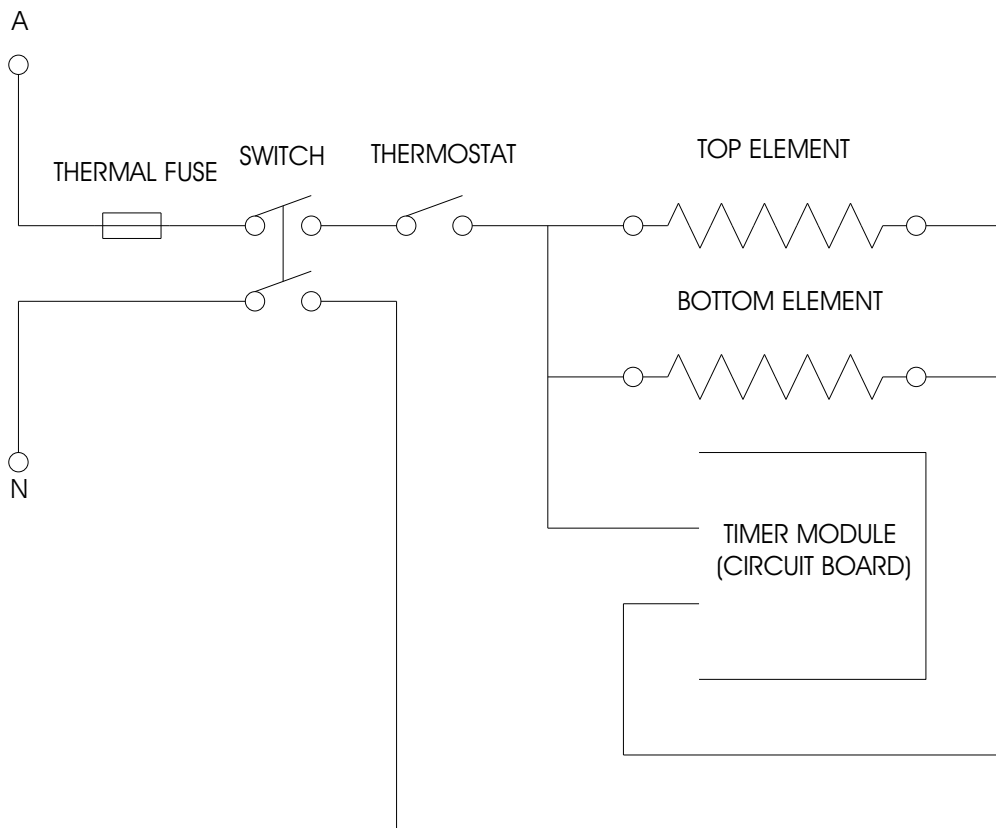 A
THERMAL FUSE
SWITCH
THERMOSTAT
TOP ELEMENT
BOTTOM ELEMENT
N
TIMER MODULE
(CIRCUIT BOARD)